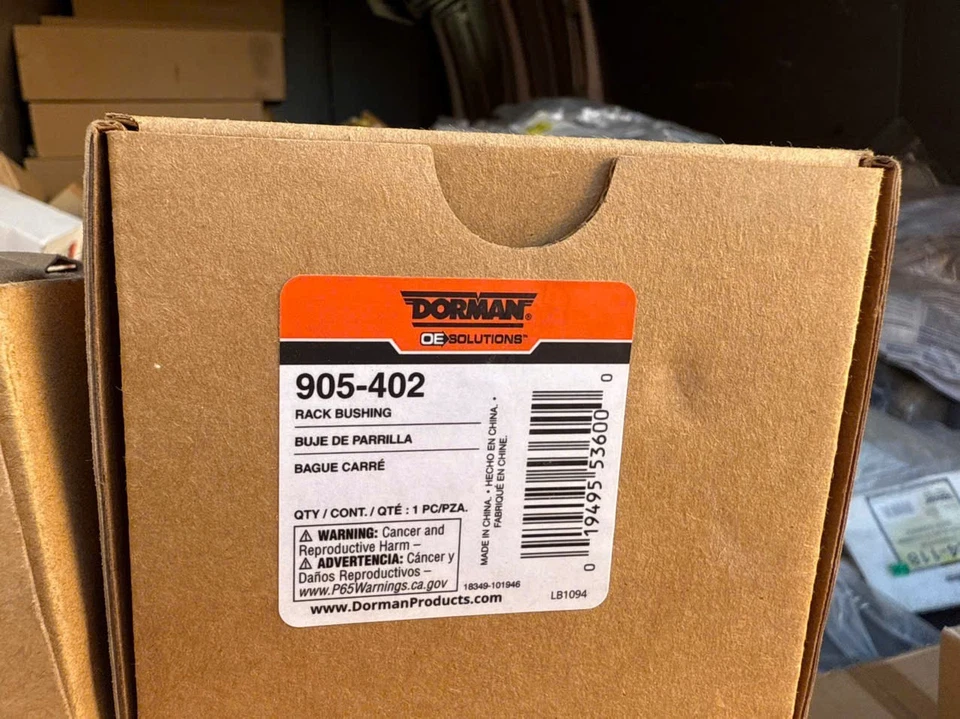 DORMAN®
OE SOLUTIONS™
905-402
RACK BUSHING
BUJE DE PARRILLA
BAGUE CARRÉ
QTY / CONT. / QTÉ : 1 PC/PZA.
⚠ WARNING: Cancer and
Reproductive Harm –
⚠ ADVERTENCIA: Cáncer y
Daños Reproductivos –
www.P65Warnings.ca.gov
www.DormanProducts.com
MADE IN CHINA. • HECHO EN CHINA. •
FABRIQUÉ EN CHINE.
18349-101946
0 19495 53600 0
LB1094